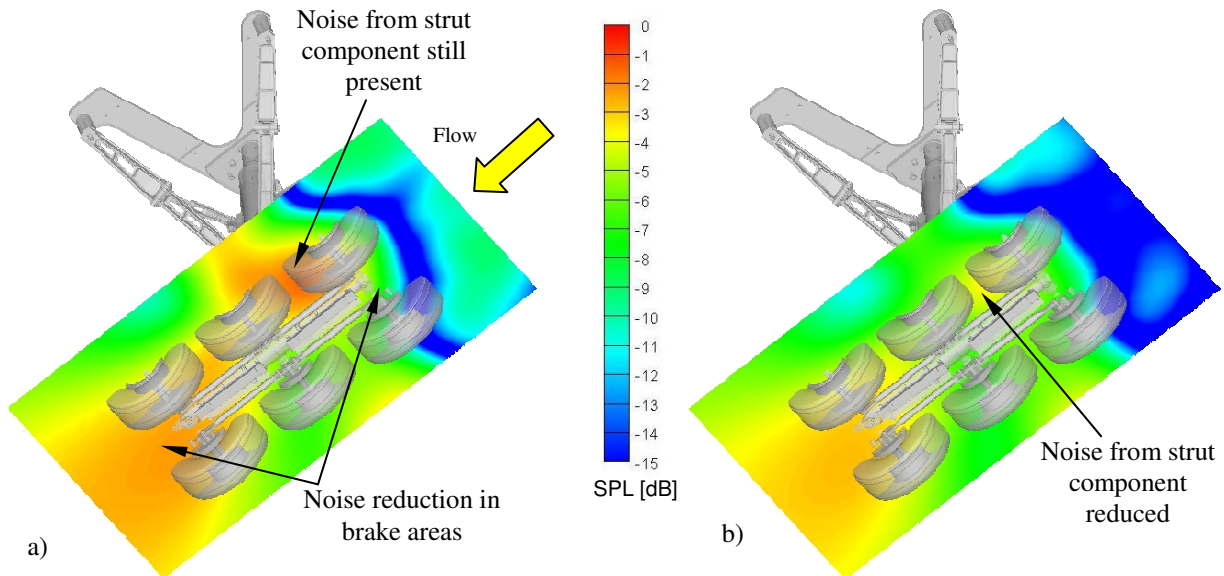 Noise from strut
component still
present
Flow
0
-1
-2
-3
-4
-5
-6
-7
-8
-9
-10
-11
-12
-13
-14
-15
SPL [dB]
Noise reduction in
brake areas
a)
Noise from strut
component
reduced
b)